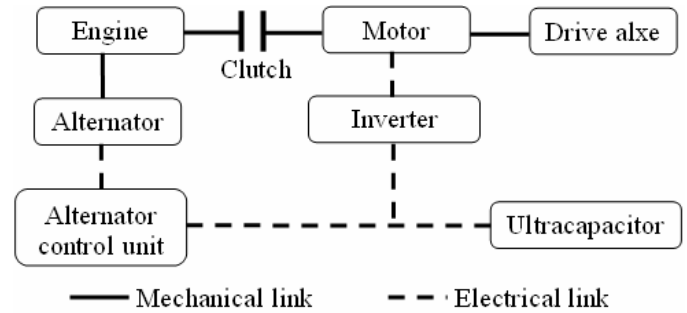 Engine
Motor
Drive alxe
Clutch
Alternator
Inverter
Alternator
control unit
Ultracapacitor
Mechanical link
Electrical link